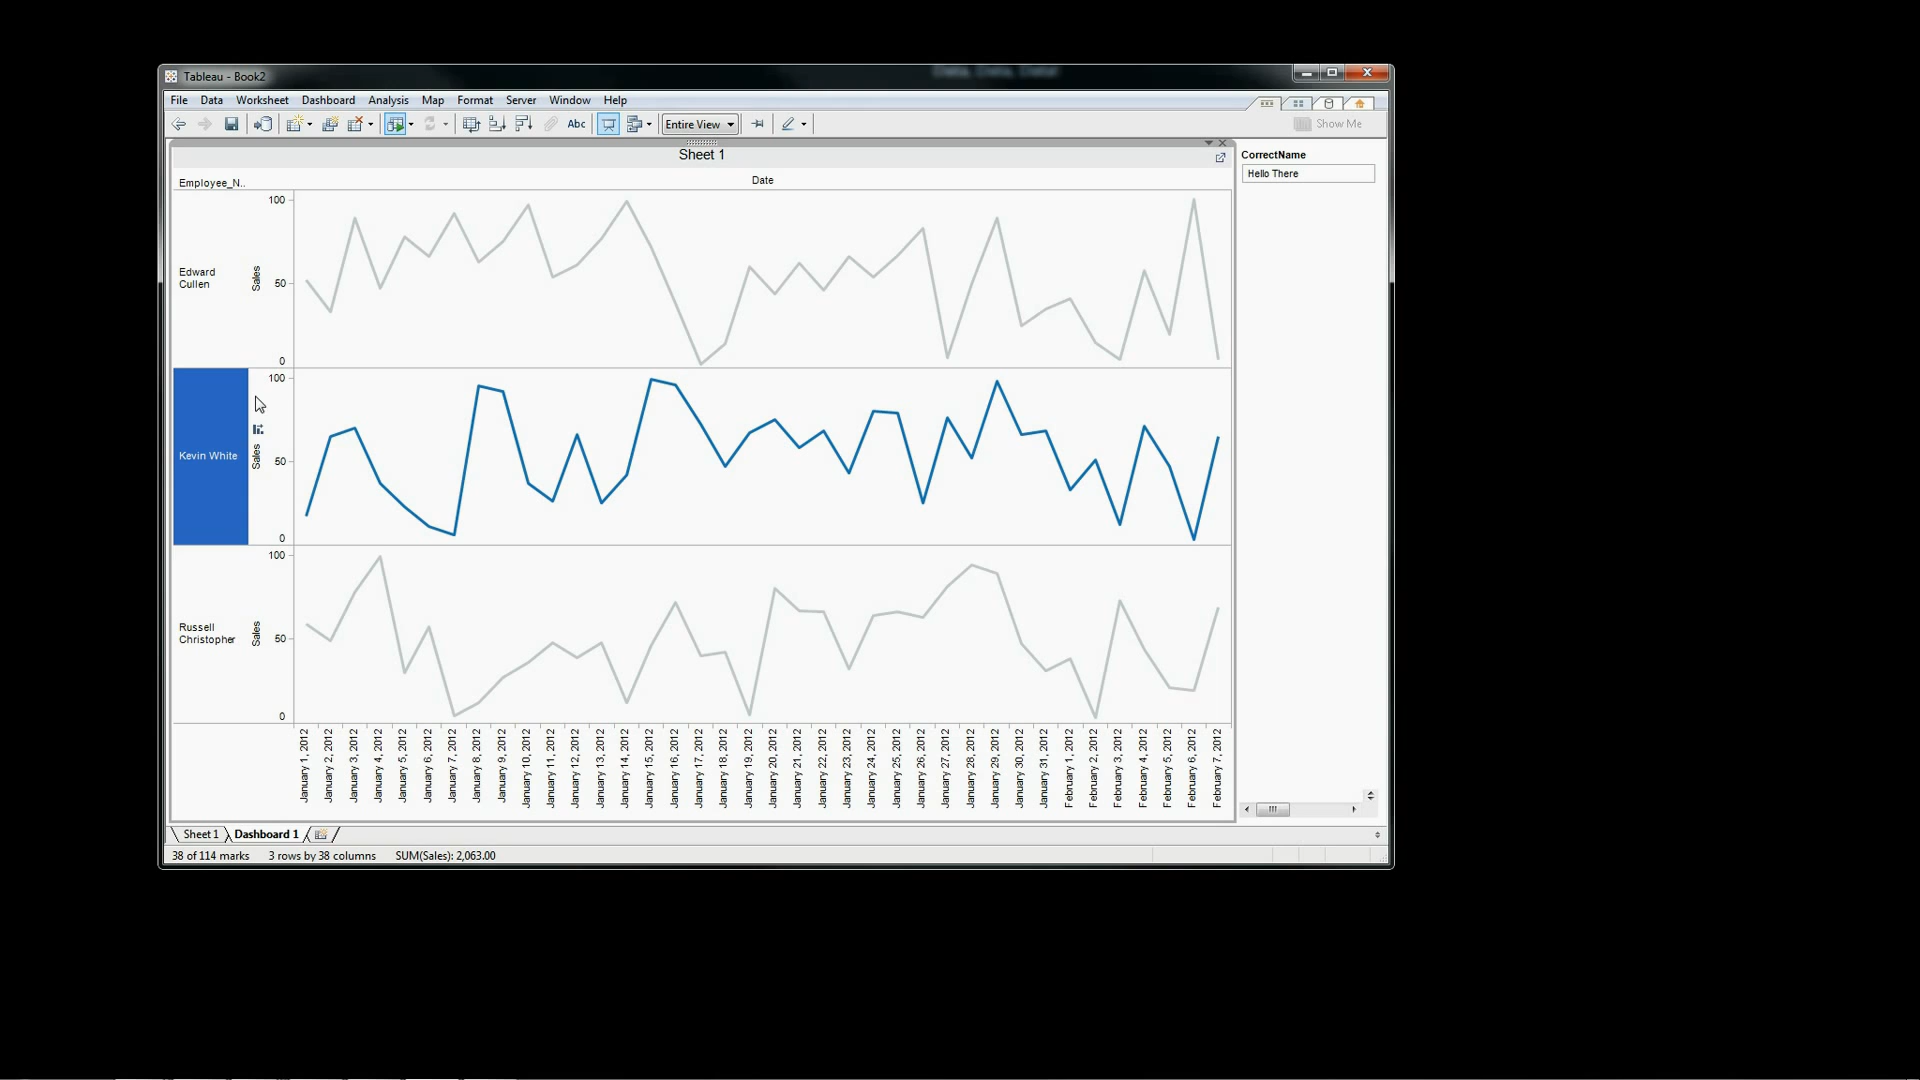 Tableau - Book2
File Data Worksheet Dashboard Analysis Map Format Server Window Help
Abc Entire View Show Me
Sheet 1
Employee_N..
Date
CorrectName
Hello There
Edward
Cullen
Sales
100
50
0
Kevin White
Sales
100
50
0
Russell
Christopher
Sales
100
50
0
January 1, 2012
January 2, 2012
January 3, 2012
January 4, 2012
January 5, 2012
January 6, 2012
January 7, 2012
January 8, 2012
January 9, 2012
January 10, 2012
January 11, 2012
January 12, 2012
January 13, 2012
January 14, 2012
January 15, 2012
January 16, 2012
January 17, 2012
January 18, 2012
January 19, 2012
January 20, 2012
January 21, 2012
January 22, 2012
January 23, 2012
January 24, 2012
January 25, 2012
January 26, 2012
January 27, 2012
January 28, 2012
January 29, 2012
January 30, 2012
January 31, 2012
February 1, 2012
February 2, 2012
February 3, 2012
February 4, 2012
February 5, 2012
February 6, 2012
February 7, 2012
Sheet 1 Dashboard 1
38 of 114 marks 3 rows by 38 columns SUM(Sales): 2,063.00